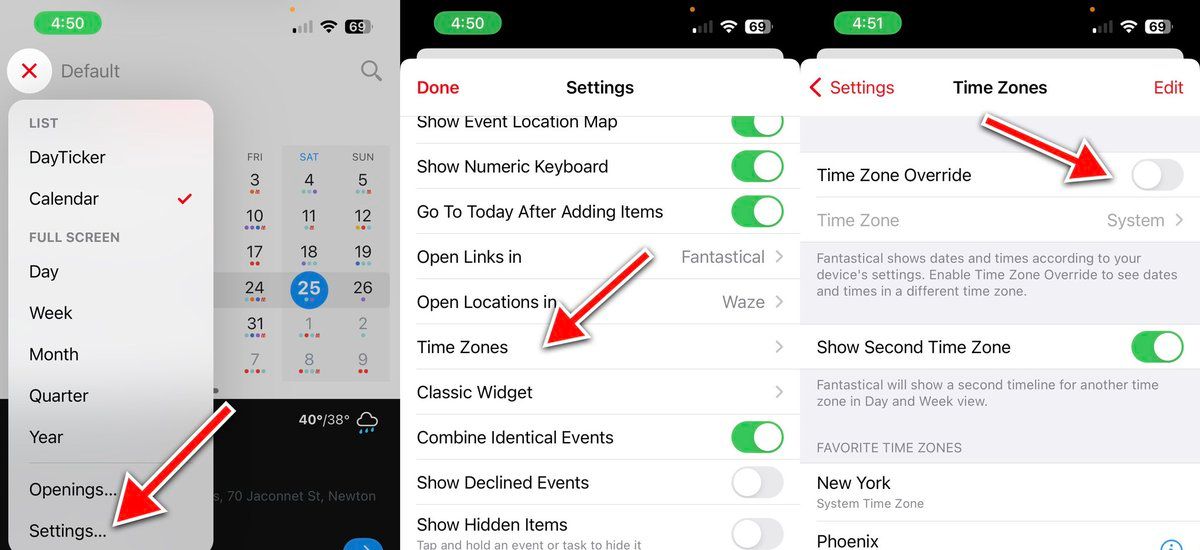 4:50
69
Default
LIST
DayTicker
Calendar
FULL SCREEN
Day
Week
Month
Quarter
Year
Openings...
Settings...
FRI SAT SUN
3 4 5
10 11 12
17 18 19
24 25 26
31 1 2
7 8 9
40°/38°
s, 70 Jaconnet St, Newton
4:50
69
Done Settings
Show Event Location Map
Show Numeric Keyboard
Go To Today After Adding Items
Open Links in Fantastical
Open Locations in Waze
Time Zones
Classic Widget
Combine Identical Events
Show Declined Events
Show Hidden Items
Tap and hold an event or task to hide it
4:51
69
Settings Time Zones Edit
Time Zone Override
Time Zone System
Fantastical shows dates and times according to your
device's settings. Enable Time Zone Override to see dates
and times in a different time zone.
Show Second Time Zone
Fantastical will show a second timeline for another time
zone in Day and Week view.
FAVORITE TIME ZONES
New York
System Time Zone
Phoenix